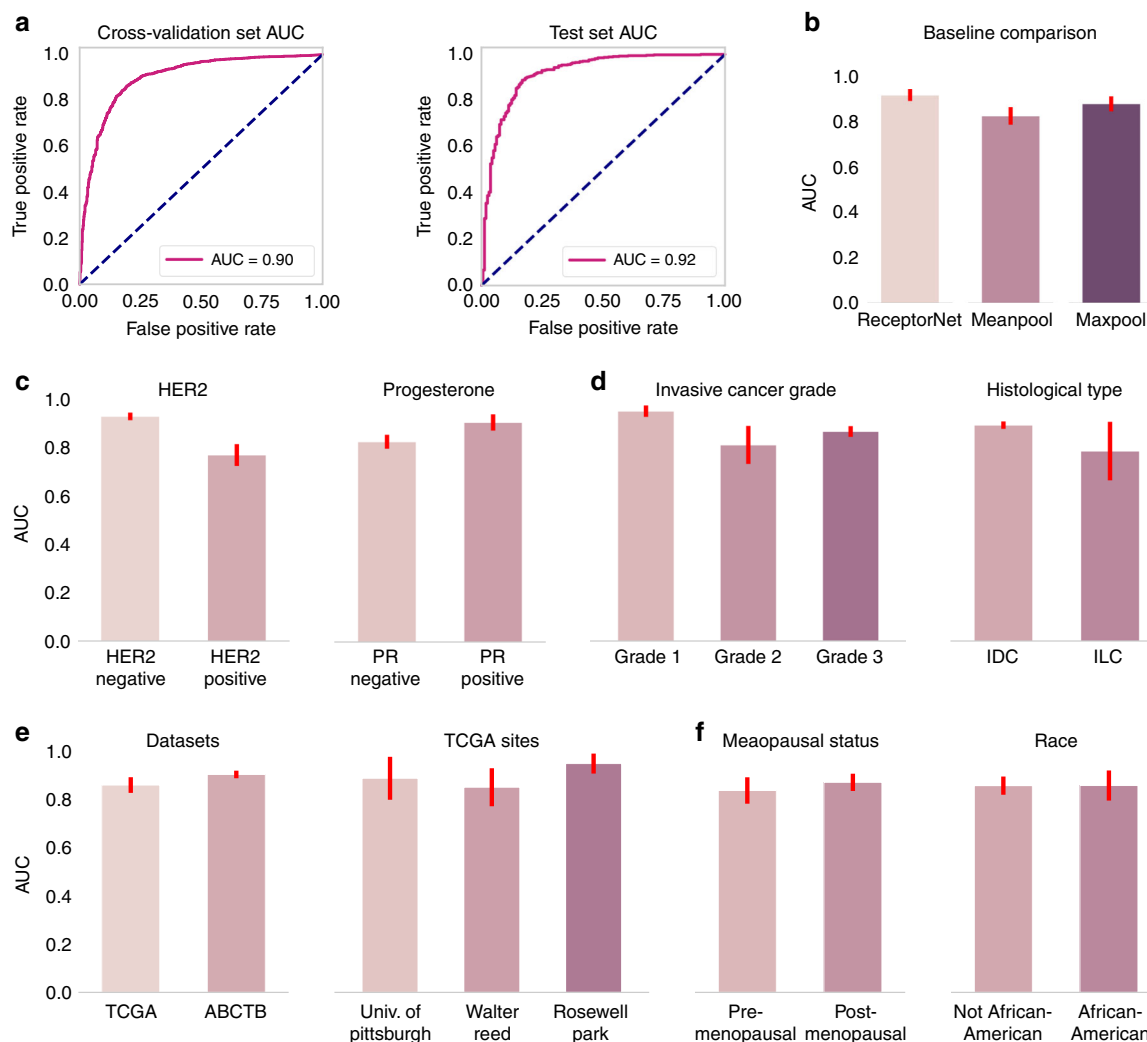 a
Cross-validation set AUC
1.0
0.8
0.6
0.4
0.2
0.0
True positive rate
AUC = 0.90
0.00 0.25 0.50 0.75 1.00
False positive rate
Test set AUC
1.0
0.8
0.6
0.4
0.2
0.0
True positive rate
AUC = 0.92
0.00 0.25 0.50 0.75 1.00
False positive rate
b
Baseline comparison
1.0
0.8
0.6
0.4
0.2
0.0
AUC
ReceptorNet Meanpool Maxpool
c
HER2
1.0
0.8
0.6
0.4
0.2
0.0
AUC
HER2 HER2
negative positive
Progesterone
PR PR
negative positive
d
Invasive cancer grade
Grade 1 Grade 2 Grade 3
Histological type
IDC ILC
e
Datasets
1.0
0.8
0.6
0.4
0.2
0.0
AUC
TCGA ABCTB
TCGA sites
Univ. of Walter Rosewell
pittsburgh reed park
f
Meaopausal status
Pre- Post-
menopausal menopausal
Race
Not African- African-
American American